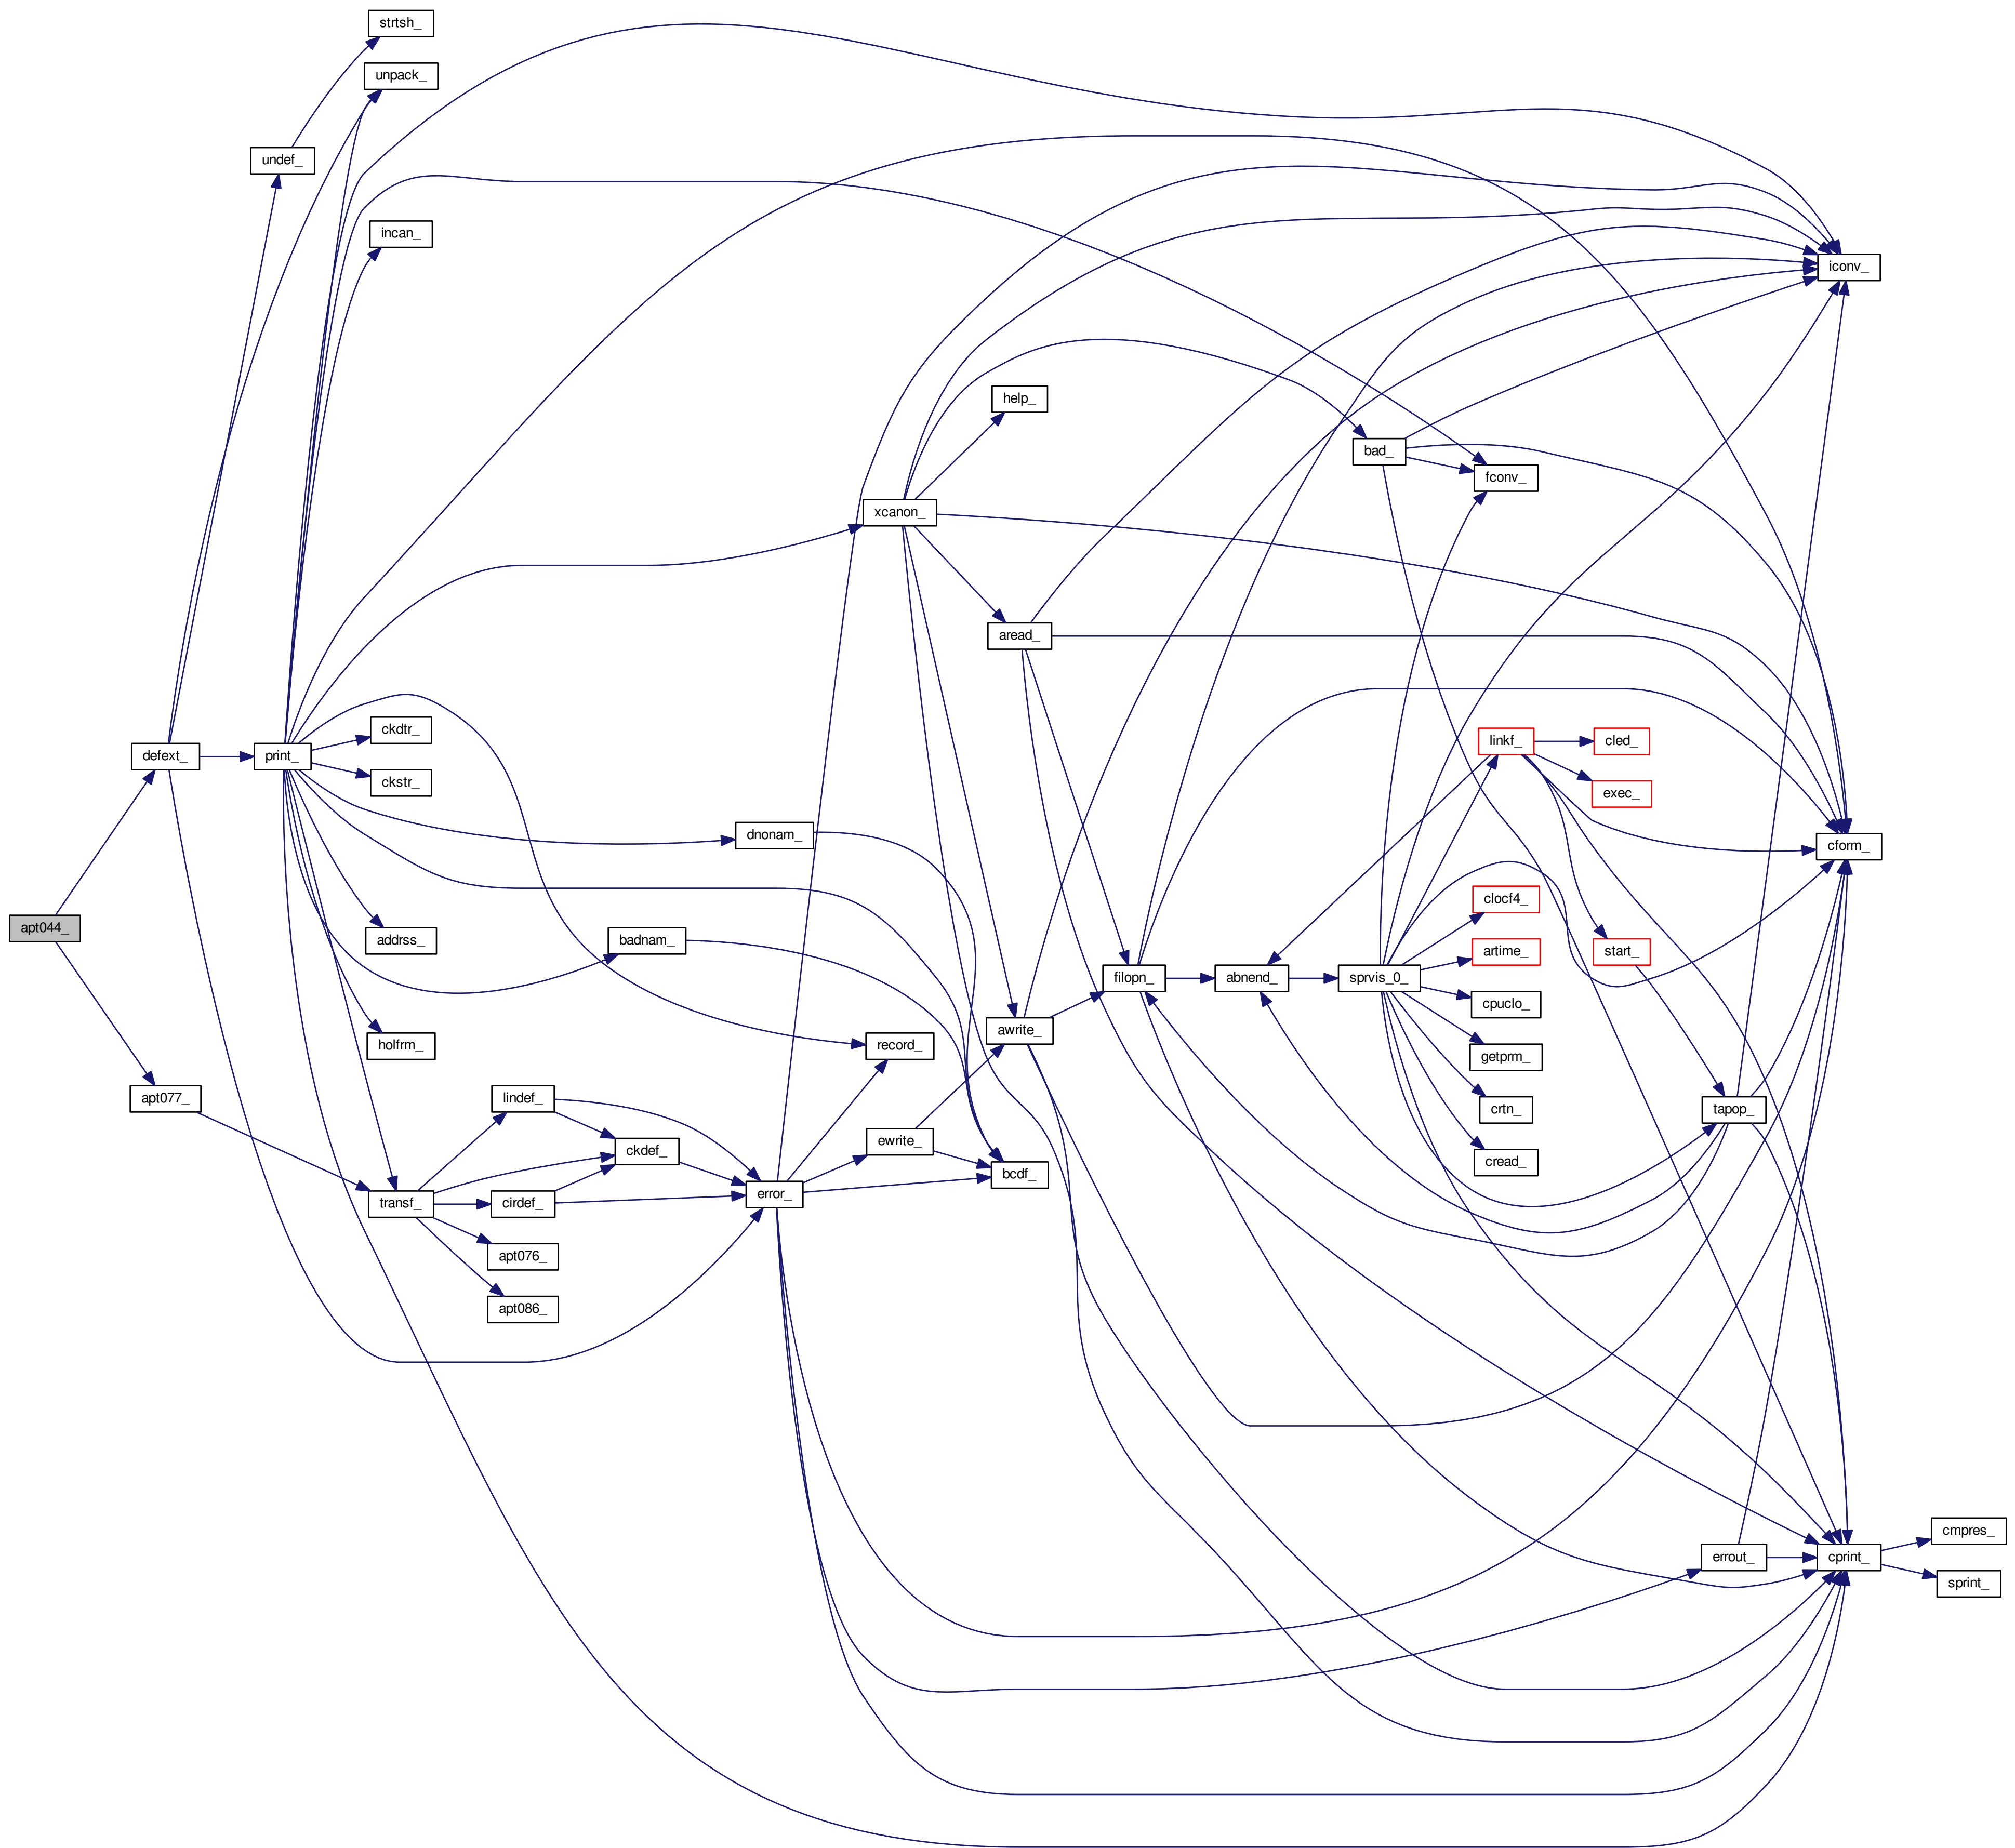 strtsh_
unpack_
undef_
incan_
iconv_
help_
bad_
fconv_
xcanon_
aread_
ckdtr_
linkf_
cled_
defext_
print_
ckstr_
exec_
dnonam_
cform_
clocf4_
apt044_
addrss_
badnam_
artime_
start_
filopn_
abnend_
sprvis_0_
cpuclo_
awrite_
holfrm_
record_
getprm_
apt077_
lindef_
crtn_
tapop_
ckdef_
ewrite_
cread_
bcdf_
transf_
cirdef_
error_
apt076_
apt086_
cmpres_
errout_
cprint_
sprint_